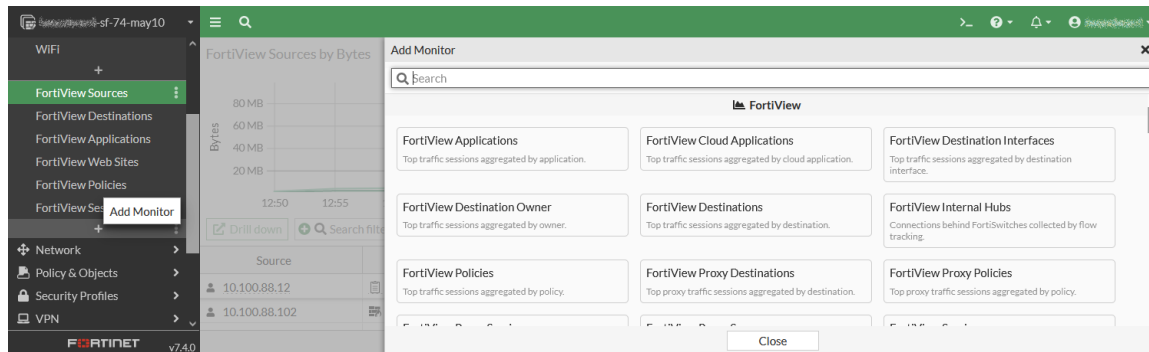 -sf-74-may10
WiFi
+
FortiView Sources
FortiView Destinations
FortiView Applications
FortiView Web Sites
FortiView Policies
FortiView Ses
Add Monitor
+
Network
Policy & Objects
Security Profiles
VPN
FORTINET
v7.4.0
>_
FortiView Sources by Bytes
Bytes
80 MB
60 MB
40 MB
20 MB
12:50 12:55
Drill down
Search filte
Source
10.100.88.12
10.100.88.102
Add Monitor
Search
FortiView
FortiView Applications
Top traffic sessions aggregated by application.
FortiView Cloud Applications
Top traffic sessions aggregated by cloud application.
FortiView Destination Interfaces
Top traffic sessions aggregated by destination
interface.
FortiView Destination Owner
Top traffic sessions aggregated by owner.
FortiView Destinations
Top traffic sessions aggregated by destination.
FortiView Internal Hubs
Connections behind FortiSwitches collected by flow
tracking.
FortiView Policies
Top traffic sessions aggregated by policy.
FortiView Proxy Destinations
Top proxy traffic sessions aggregated by destination.
FortiView Proxy Policies
Top proxy traffic sessions aggregated by policy.
Close